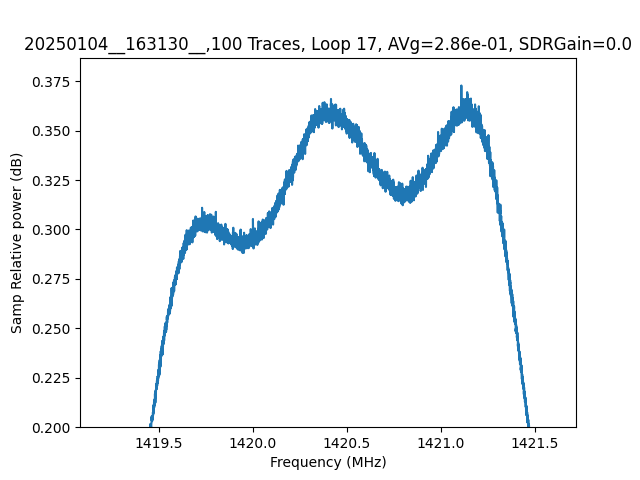 20250104__163130__,100 Traces, Loop 17, AVg=2.86e-01, SDRGain=0.0
Samp Relative power (dB)
0.375
0.350
0.325
0.300
0.275
0.250
0.225
0.200
1419.5 1420.0 1420.5 1421.0 1421.5
Frequency (MHz)